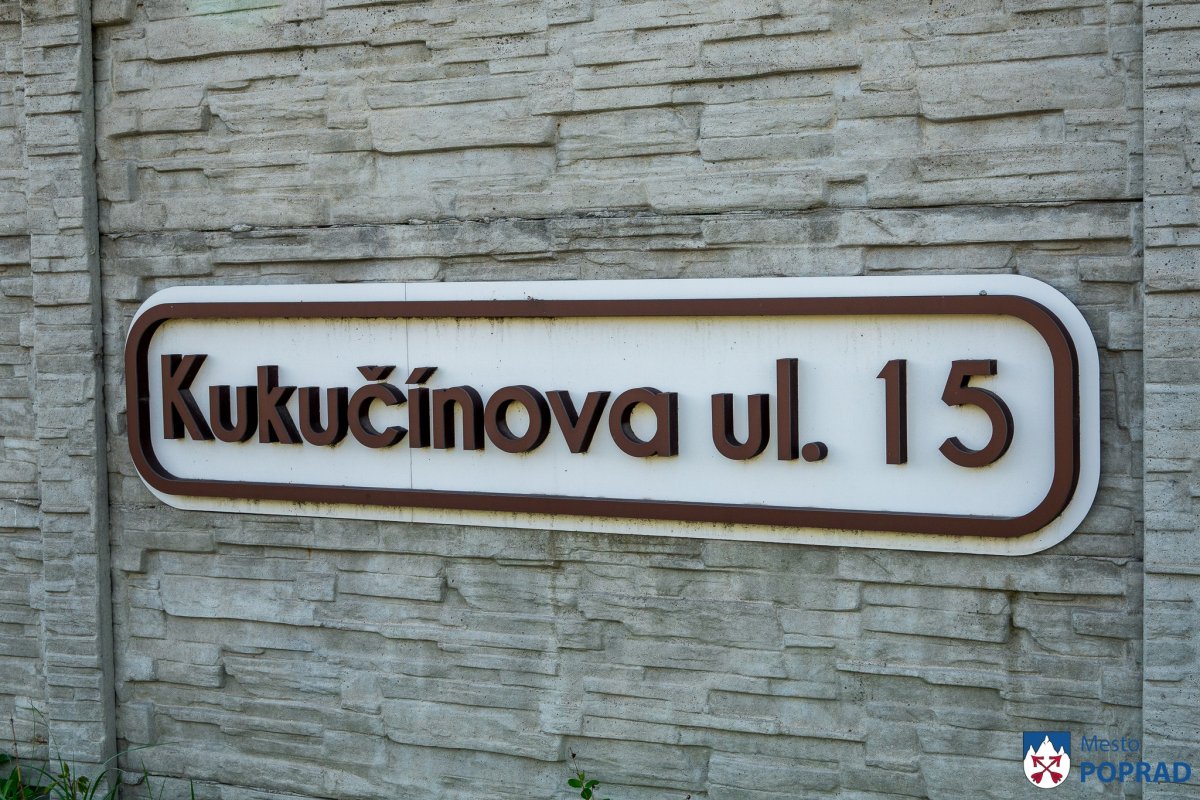 Kukučínova ul. 15
Mesto
POPRAD